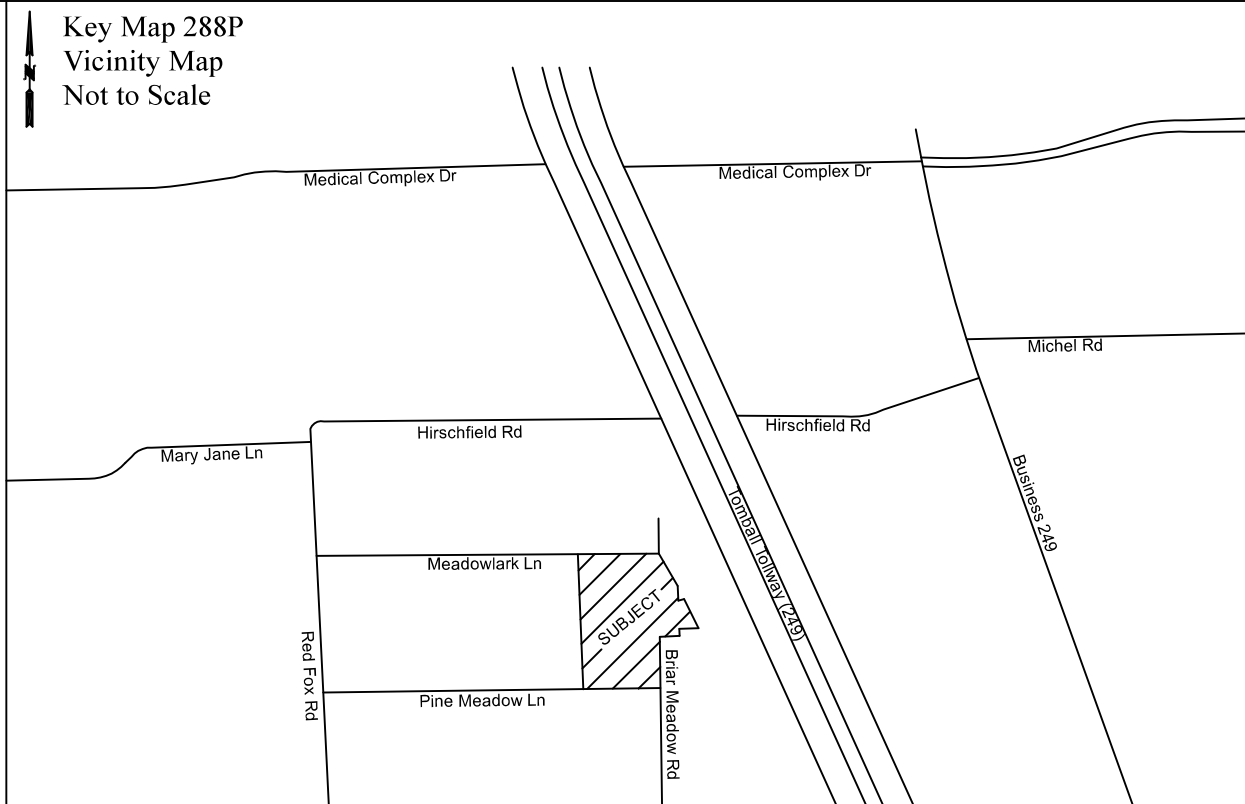 Key Map 288P
Vicinity Map
Not to Scale
N
Medical Complex Dr
Medical Complex Dr
Michel Rd
Hirschfield Rd
Hirschfield Rd
Mary Jane Ln
Business 249
Tomball Tollway (249)
Meadowlark Ln
SUBJECT
Red Fox Rd
Briar Meadow Rd
Pine Meadow Ln